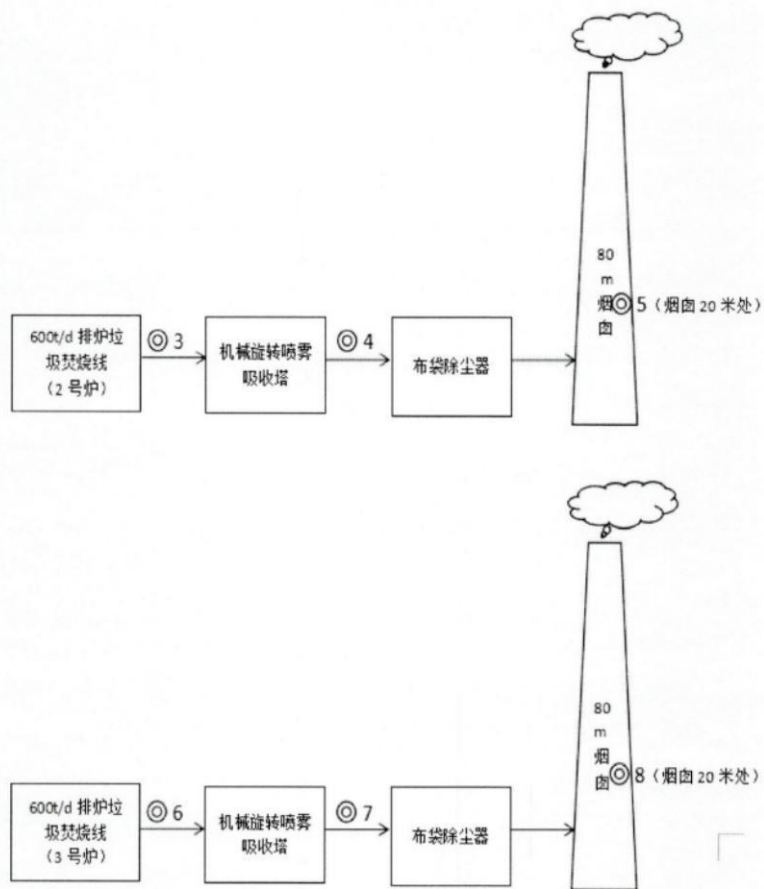 80
m
烟
囱
◎5（烟囱 20 米处）
600t/d 排炉垃
圾焚烧线
（2 号炉）
◎3
机械旋转喷雾
吸收塔
◎4
布袋除尘器
80
m
烟
囱
◎8（烟囱 20 米处）
600t/d 排炉垃
圾焚烧线
（3 号炉）
◎6
机械旋转喷雾
吸收塔
◎7
布袋除尘器